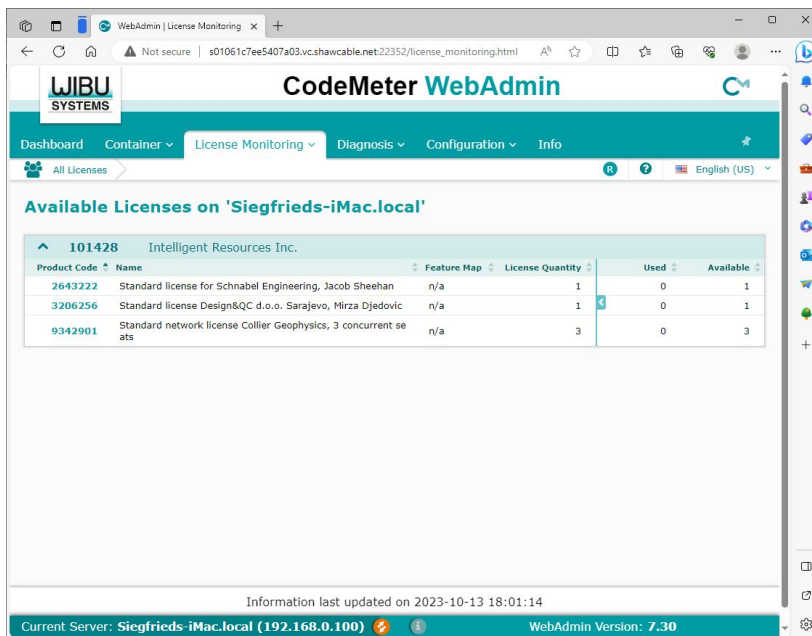 WebAdmin | License Monitoring
Not secure | s01061c7ee5407a03.vc.shawcable.net:22352/license_monitoring.html
WIBU
SYSTEMS
CodeMeter WebAdmin
Dashboard Container License Monitoring Diagnosis Configuration Info
All Licenses R ? English (US)
Available Licenses on 'Siegfrieds-iMac.local'
101428 Intelligent Resources Inc.
Product Code Name Feature Map License Quantity Used Available
2643222 Standard license for Schnabel Engineering, Jacob Sheehan n/a 1 0 1
3206256 Standard license Design&QC d.o.o. Sarajevo, Mirza Djedovic n/a 1 0 1
9342901 Standard network license Collier Geophysics, 3 concurrent se
ats n/a 3 0 3
Information last updated on 2023-10-13 18:01:14
Current Server: Siegfrieds-iMac.local (192.168.0.100) WebAdmin Version: 7.30